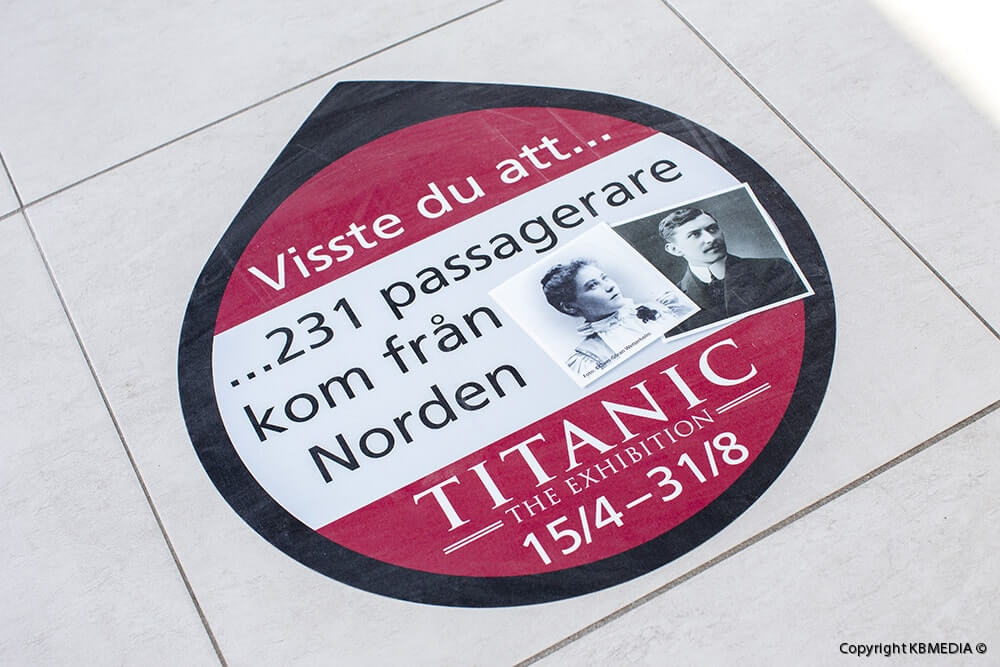 Visste du att...
...231 passagerare
kom från
Norden
TITANIC
THE EXHIBITION
15/4–31/8
Copyright KBMEDIA ©